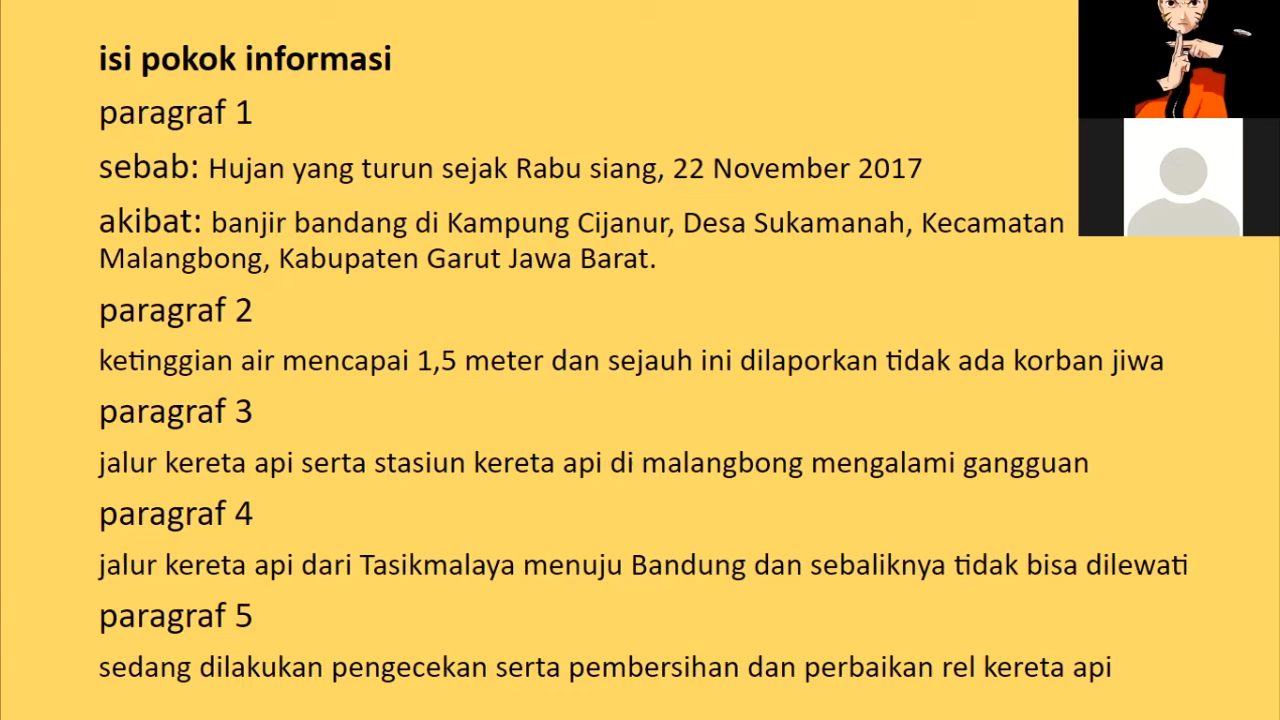 isi pokok informasi
paragraf 1
sebab: Hujan yang turun sejak Rabu siang, 22 November 2017
akibat: banjir bandang di Kampung Cijanur, Desa Sukamanah, Kecamatan
Malangbong, Kabupaten Garut Jawa Barat.
paragraf 2
ketinggian air mencapai 1,5 meter dan sejauh ini dilaporkan tidak ada korban jiwa
paragraf 3
jalur kereta api serta stasiun kereta api di malangbong mengalami gangguan
paragraf 4
jalur kereta api dari Tasikmalaya menuju Bandung dan sebaliknya tidak bisa dilewati
paragraf 5
sedang dilakukan pengecekan serta pembersihan dan perbaikan rel kereta api